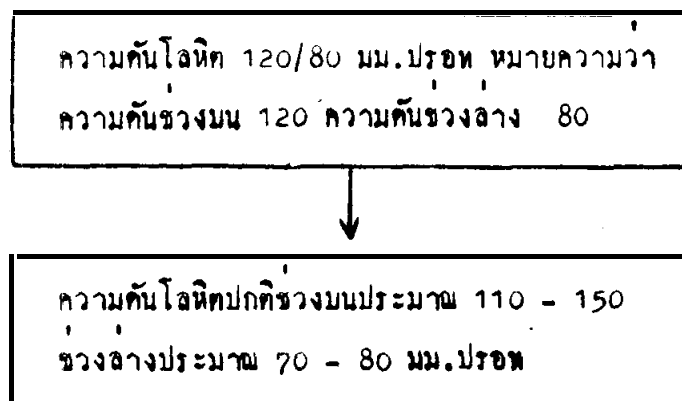 ความดันโลหิต 120/80 มม.ปรอท หมายความว่า
ความดันช่วงบน 120 ความดันช่วงล่าง 80
ความดันโลหิตปกติช่วงบนประมาณ 110 - 150
ช่วงล่างประมาณ 70 - 80 มม.ปรอท